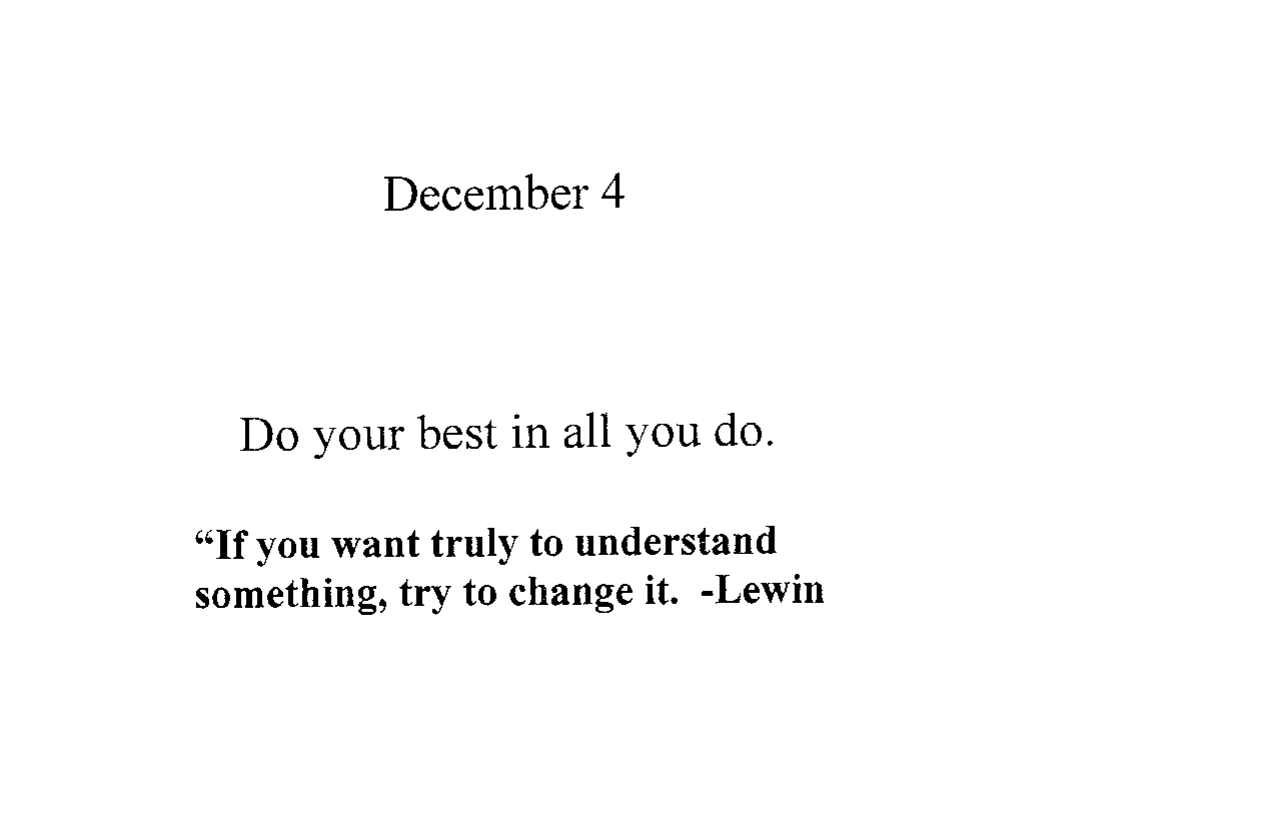 December 4
Do your best in all you do.
“If you want truly to understand
something, try to change it.  -Lewin